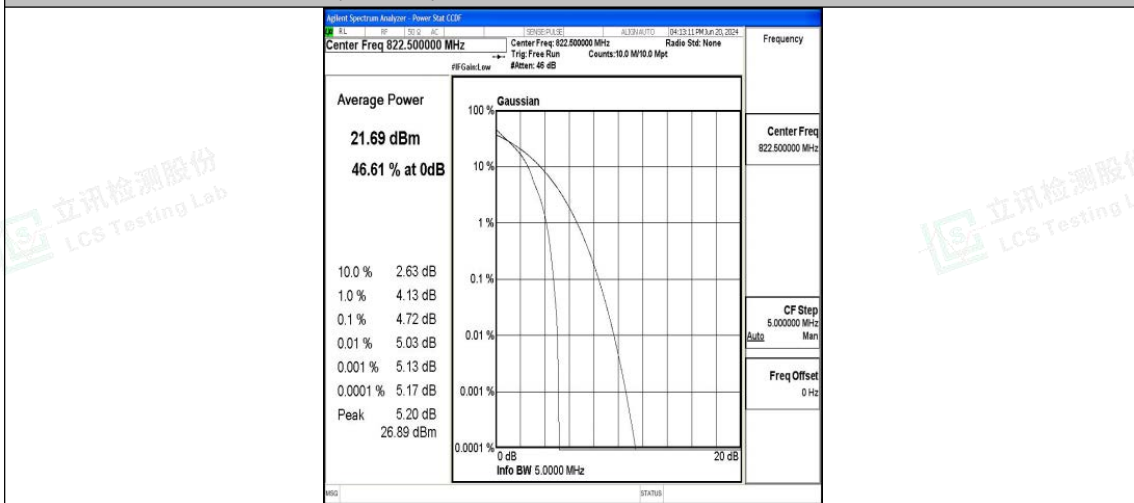 Agilent Spectrum Analyzer - Power Stat CCDF
RL RF 50 Ω AC SENSE:PULSE ALIGN AUTO 04:13:11 PM Jun 20, 2024
Center Freq 822.500000 MHz
Center Freq: 822.500000 MHz Radio Std: None
Trig: Free Run Counts:10.0 M/10.0 Mpt
#IFGain:Low #Atten: 46 dB
Frequency
Average Power
21.69 dBm
46.61 % at 0dB
10.0 % 2.63 dB
1.0 % 4.13 dB
0.1 % 4.72 dB
0.01 % 5.03 dB
0.001 % 5.13 dB
0.0001 % 5.17 dB
Peak 5.20 dB
26.89 dBm
Gaussian
100 %
10 %
1 %
0.1 %
0.01 %
0.001 %
0.0001 %
0 dB 20 dB
Info BW 5.0000 MHz
Center Freq
822.500000 MHz
CF Step
5.000000 MHz
Auto Man
Freq Offset
0 Hz
MSG STATUS
立讯检测股份
LCS Testing Lab
立讯检测股份
LCS Testing L